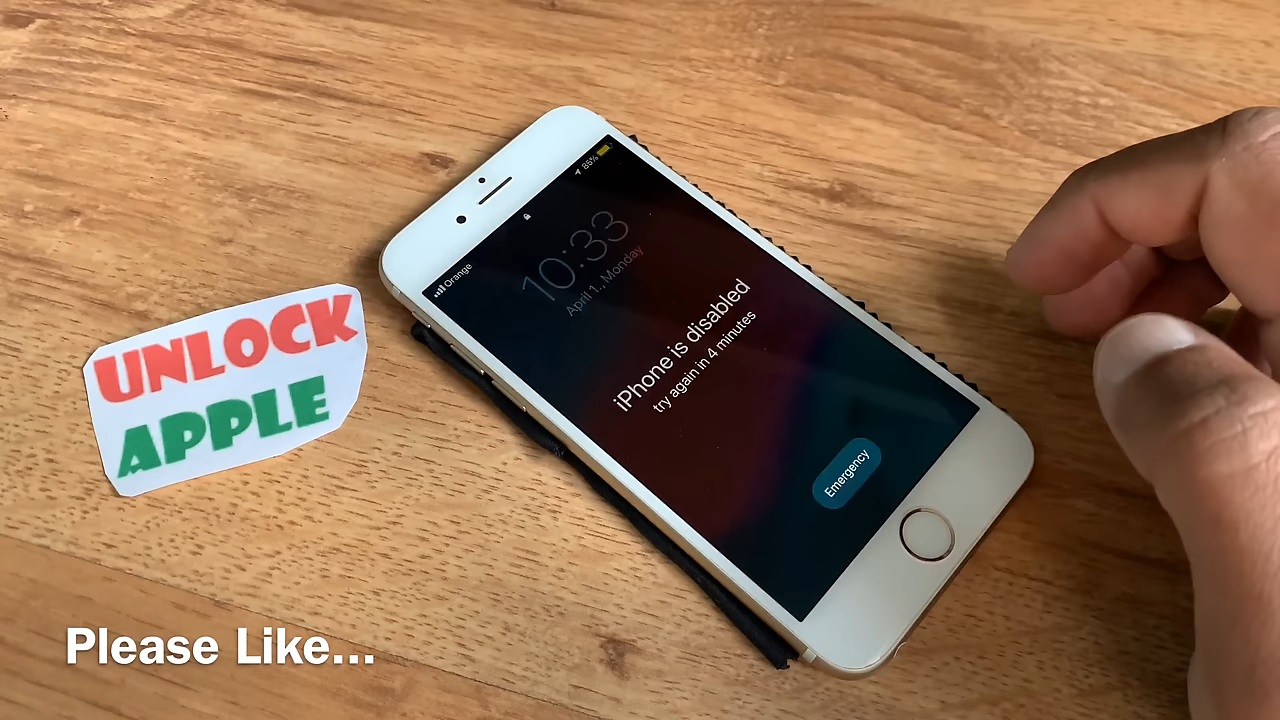 Orange
85%
10:33
April 1., Monday
iPhone is disabled
try again in 4 minutes
Emergency
UNLOCK
APPLE
Please Like...